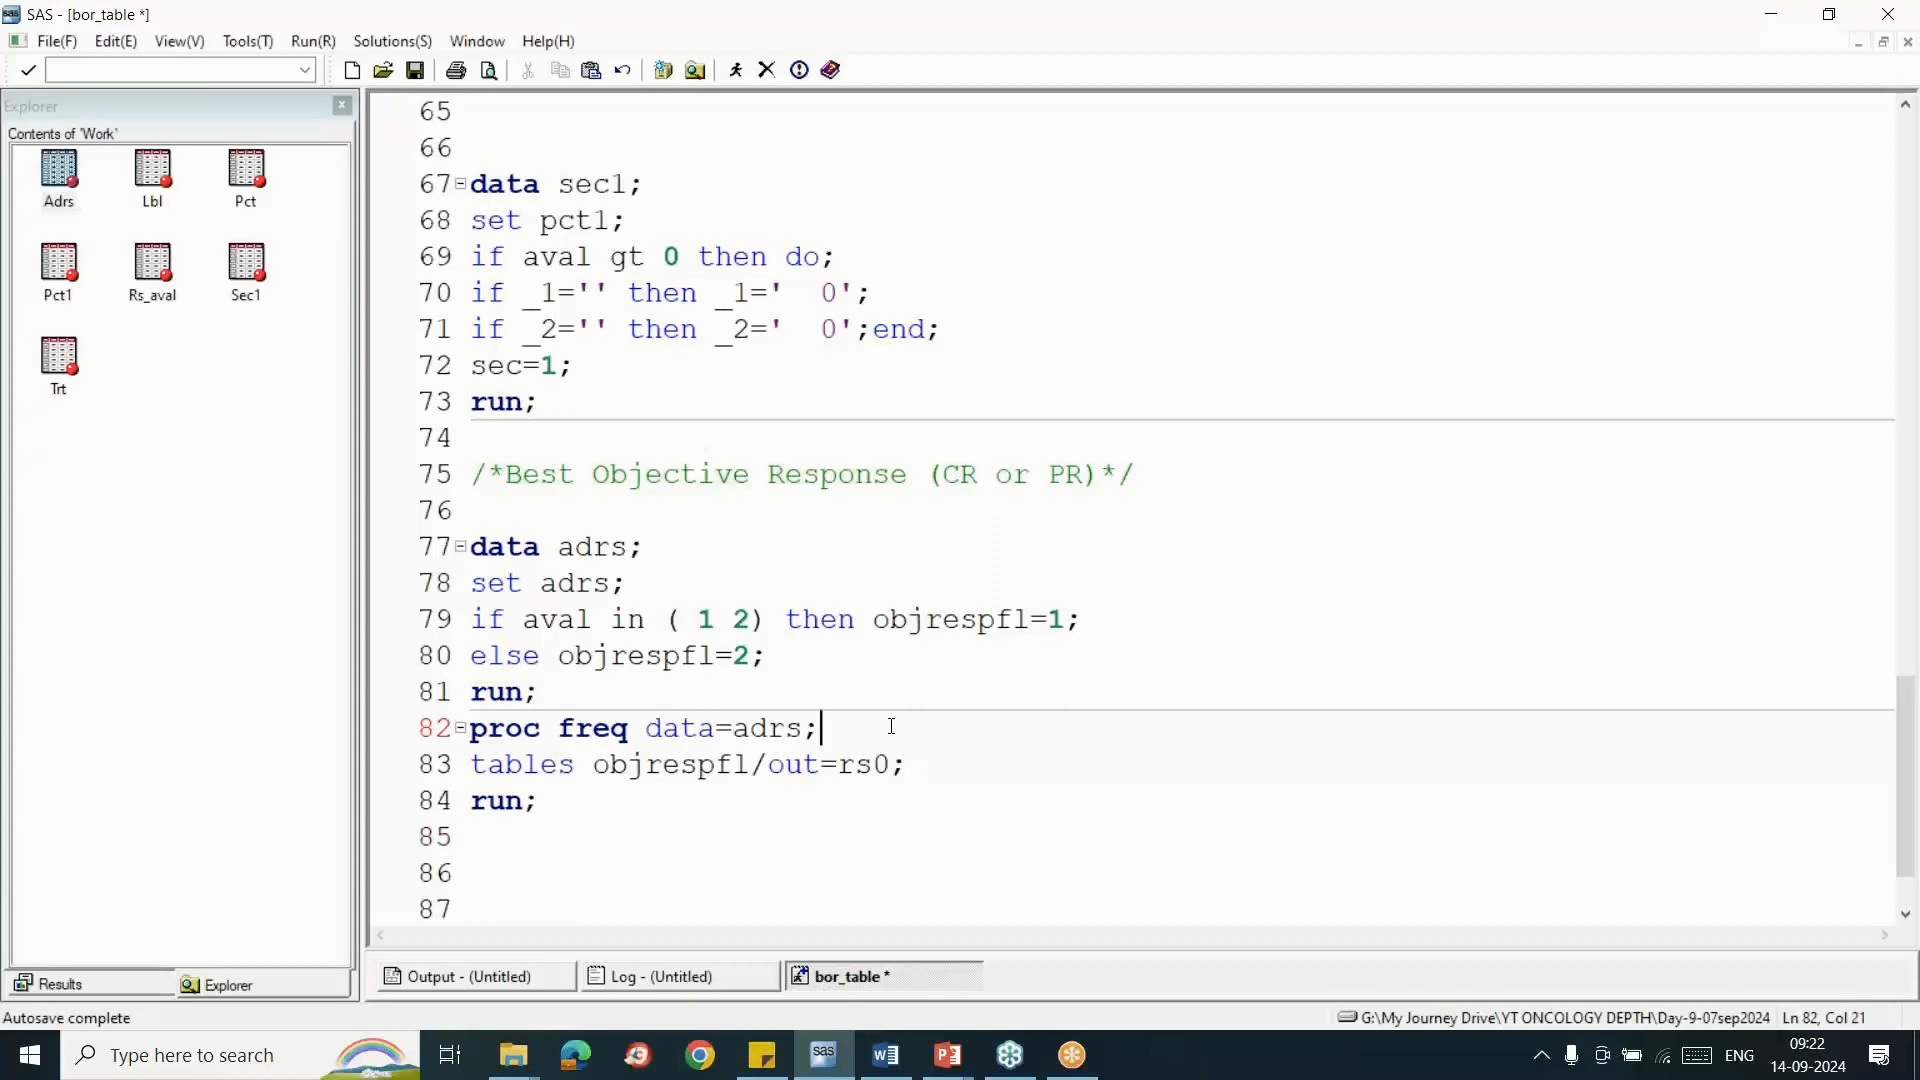 SAS - [bor_table *]
File(F) Edit(E) View(V) Tools(T) Run(R) Solutions(S) Window Help(H)
Explorer
Contents of 'Work'
Adrs Lbl Pct
Pct1 Rs_aval Sec1
Trt
65
66
67 data sec1;
68 set pct1;
69 if aval gt 0 then do;
70 if _1='' then _1='  0';
71 if _2='' then _2='  0';end;
72 sec=1;
73 run;
74
75 /*Best Objective Response (CR or PR)*/
76
77 data adrs;
78 set adrs;
79 if aval in ( 1 2) then objrespfl=1;
80 else objrespfl=2;
81 run;
82 proc freq data=adrs;
83 tables objrespfl/out=rs0;
84 run;
85
86
87
Results Explorer
Output - (Untitled) Log - (Untitled) bor_table *
Autosave complete G:\My Journey Drive\YT ONCOLOGY DEPTH\Day-9-07sep2024 Ln 82, Col 21
Type here to search
ENG
09:22
14-09-2024